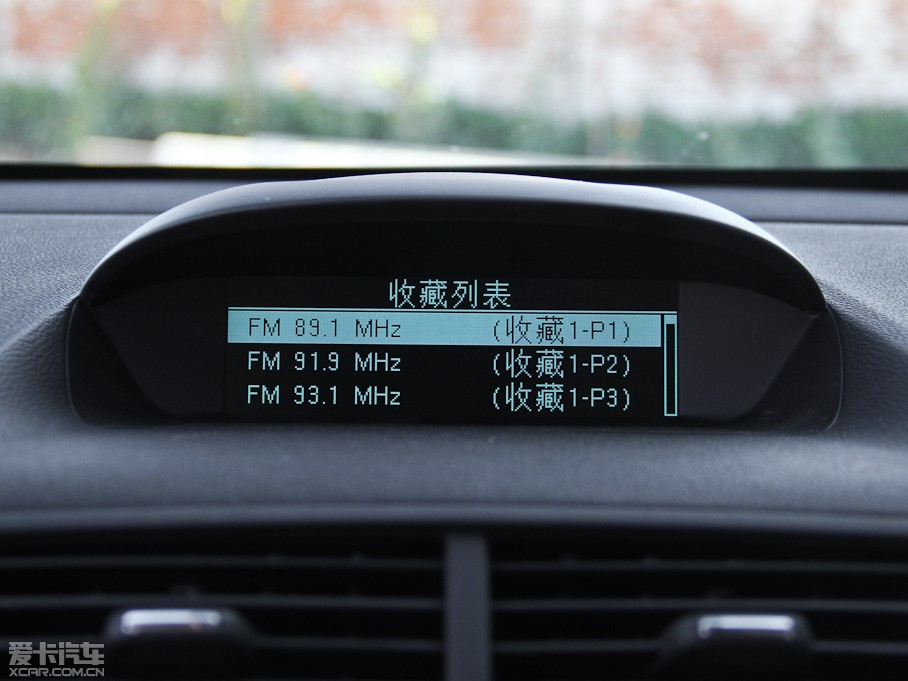 收藏列表
FM 89.1 MHz (收藏1-P1)
FM 91.9 MHz (收藏1-P2)
FM 93.1 MHz (收藏1-P3)
爱卡汽车
XCAR.COM.CN